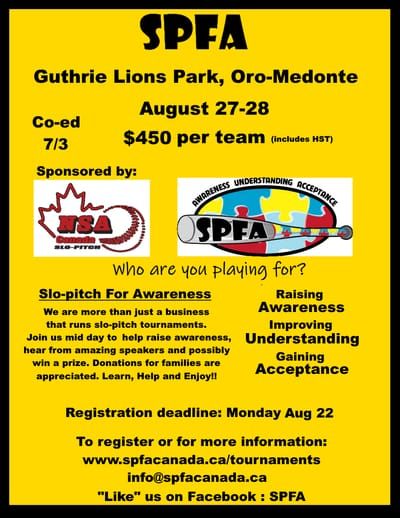 SPFA
Guthrie Lions Park, Oro-Medonte
August 27-28
Co-ed
7/3
$450 per team (includes HST)
Sponsored by:
NSA
Canada
SLO-PITCH
AWARENESS UNDERSTANDING ACCEPTANCE
SPFA
Who are you playing for?
Slo-pitch For Awareness
We are more than just a business
that runs slo-pitch tournaments.
Join us mid day to help raise awareness,
hear from amazing speakers and possibly
win a prize. Donations for families are
appreciated. Learn, Help and Enjoy!!
Raising
Awareness
Improving
Understanding
Gaining
Acceptance
Registration deadline: Monday Aug 22
To register or for more information:
www.spfacanada.ca/tournaments
info@spfacanada.ca
"Like" us on Facebook : SPFA